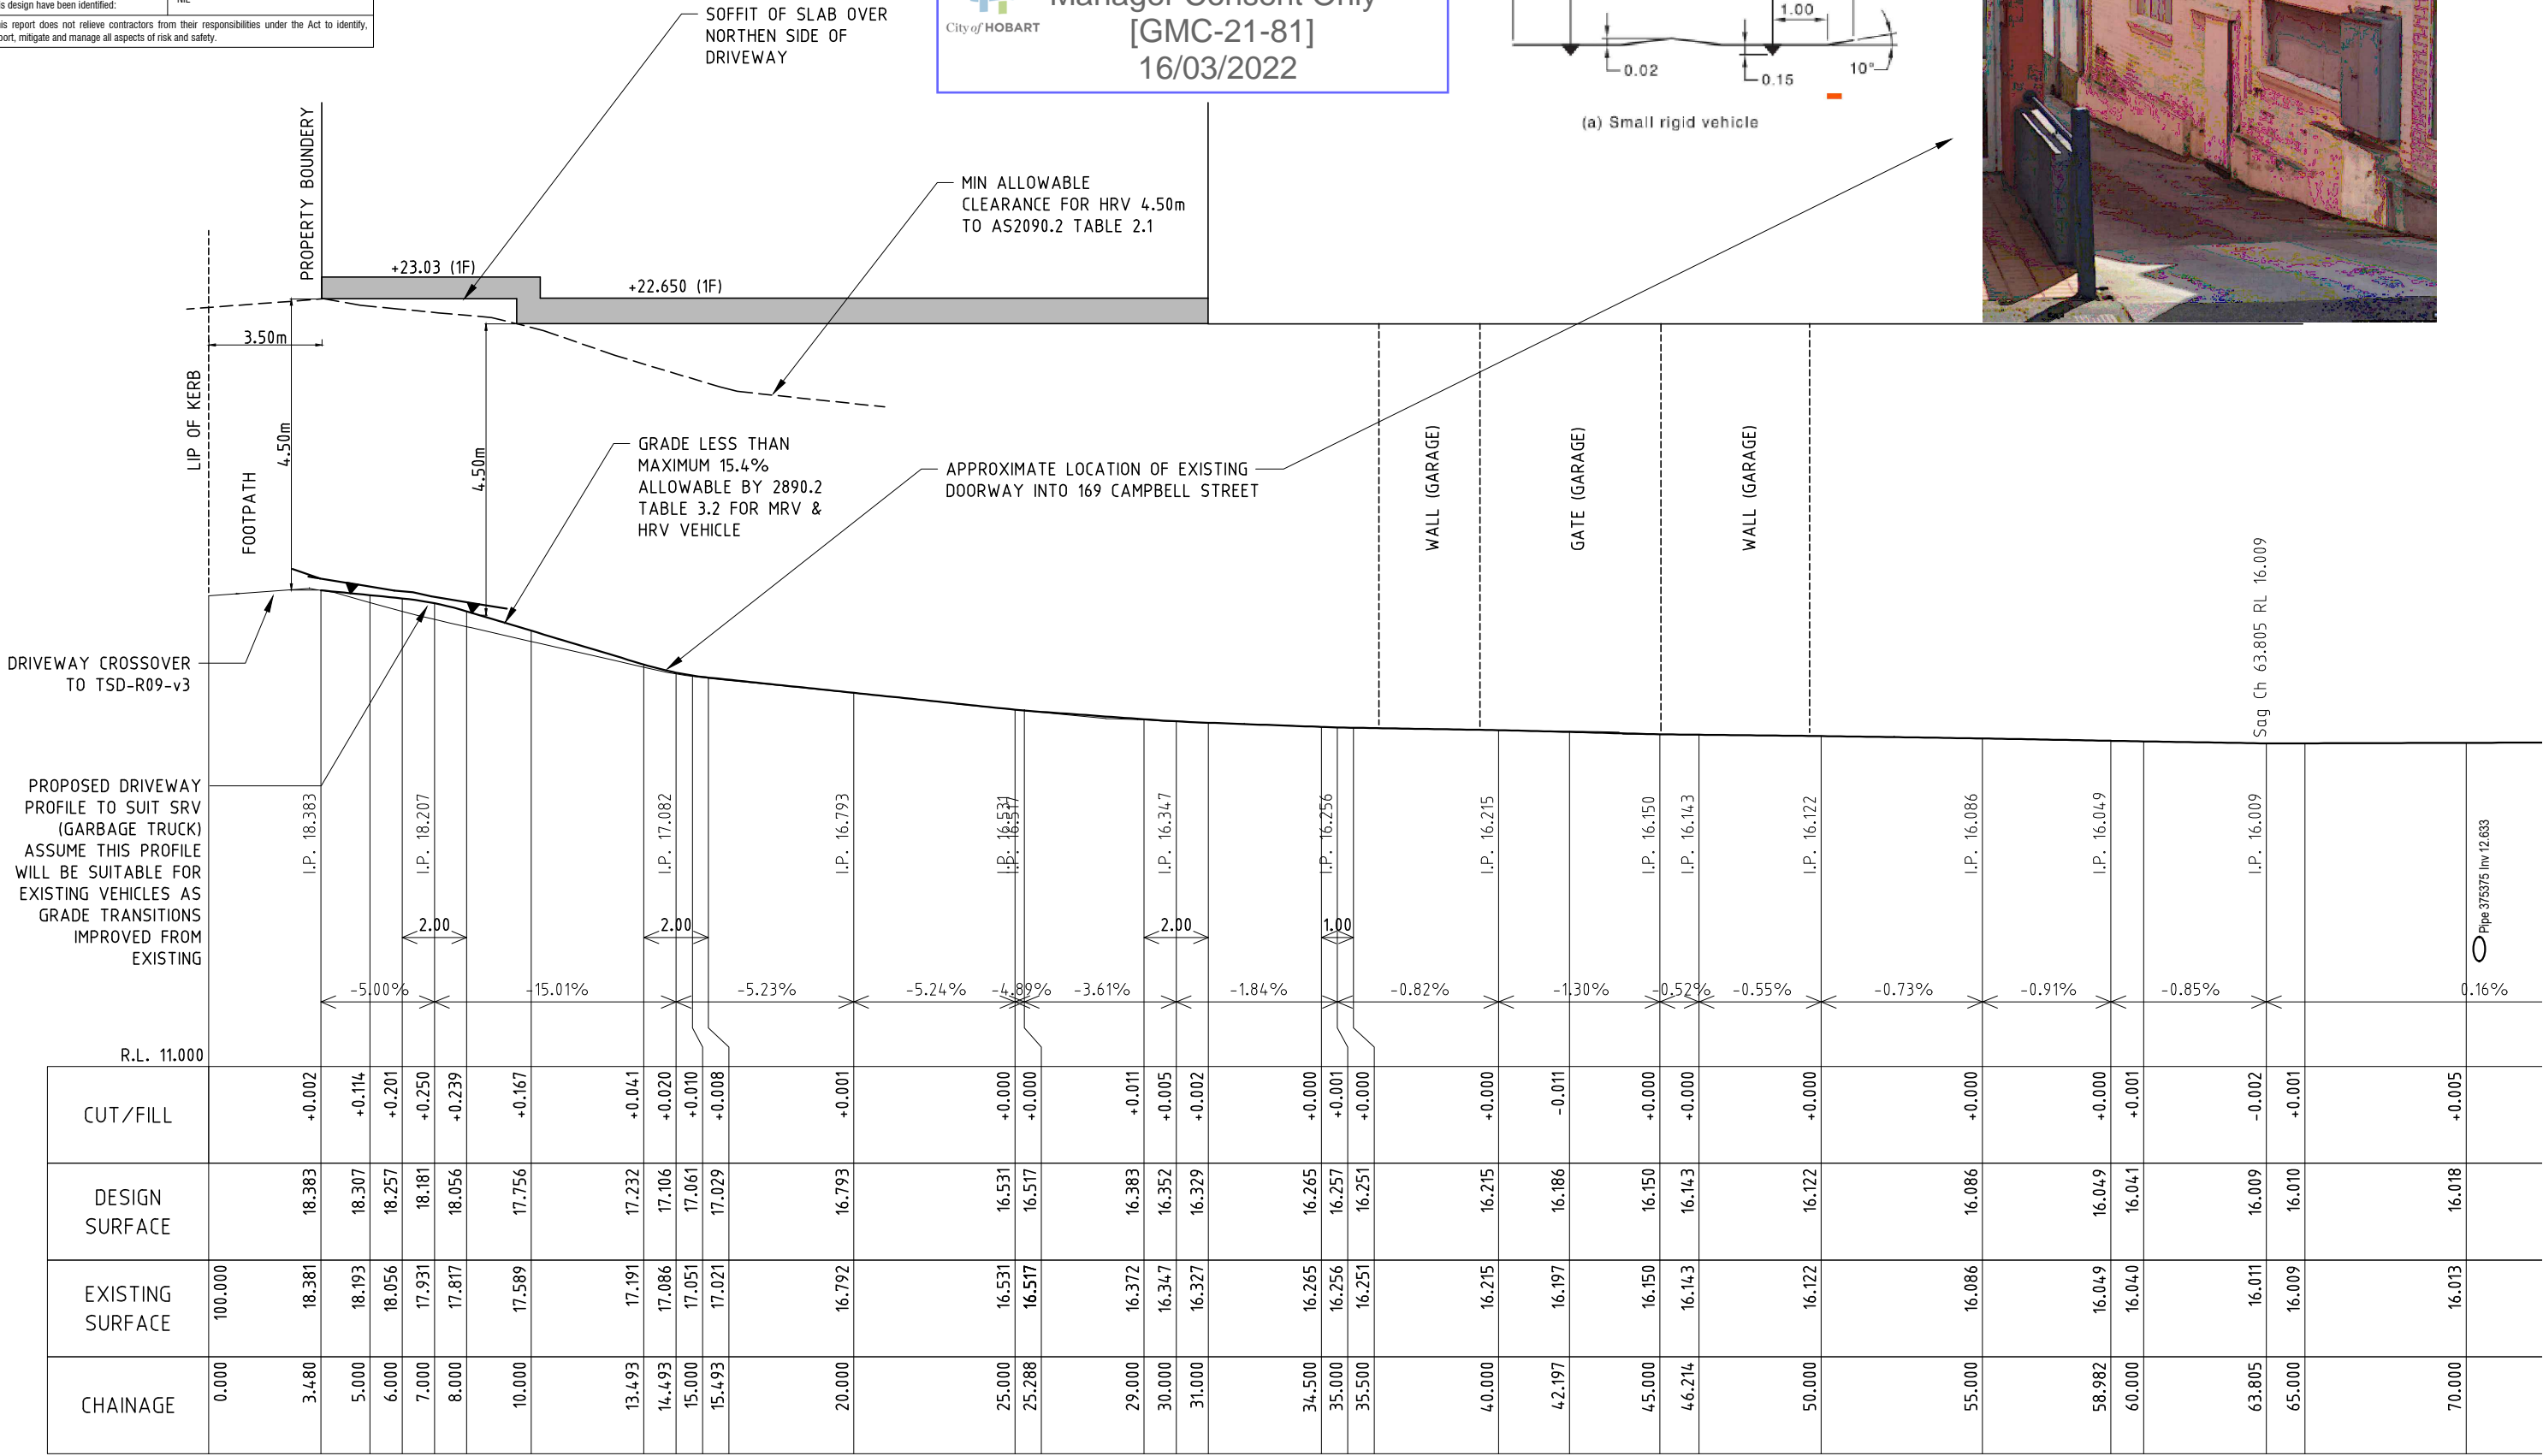 is design have been identified:
NIL
is report does not relieve contractors from their responsibilities under the Act to identify,
port, mitigate and manage all aspects of risk and safety.
SOFFIT OF SLAB OVER
NORTHEN SIDE OF
DRIVEWAY
City of HOBART
Manager Consent Only
[GMC-21-81]
16/03/2022
1.00
0.02
0.15
10°
(a) Small rigid vehicle
PROPERTY BOUNDERY
MIN ALLOWABLE
CLEARANCE FOR HRV 4.50m
TO AS2090.2 TABLE 2.1
+23.03 (1F)
+22.650 (1F)
3.50m
LIP OF KERB
4.50m
4.50m
FOOTPATH
GRADE LESS THAN
MAXIMUM 15.4%
ALLOWABLE BY 2890.2
TABLE 3.2 FOR MRV &
HRV VEHICLE
APPROXIMATE LOCATION OF EXISTING
DOORWAY INTO 169 CAMPBELL STREET
WALL (GARAGE)
GATE (GARAGE)
WALL (GARAGE)
Sag Ch 63.805 RL 16.009
DRIVEWAY CROSSOVER
TO TSD-R09-v3
PROPOSED DRIVEWAY
PROFILE TO SUIT SRV
(GARBAGE TRUCK)
ASSUME THIS PROFILE
WILL BE SUITABLE FOR
EXISTING VEHICLES AS
GRADE TRANSITIONS
IMPROVED FROM
EXISTING
I.P. 18.383
I.P. 18.207
I.P. 17.082
I.P. 16.793
I.P. 16.531
I.P. 16.517
I.P. 16.347
I.P. 16.256
I.P. 16.215
I.P. 16.150
I.P. 16.143
I.P. 16.122
I.P. 16.086
I.P. 16.049
I.P. 16.009
Pipe 375375 Inv 12.633
2.00
2.00
2.00
1.00
-5.00% -15.01% -5.23% -5.24% -4.89% -3.61% -1.84% -0.82% -1.30% -0.52% -0.55% -0.73% -0.91% -0.85% 0.16%
R.L. 11.000
CUT/FILL +0.002 +0.114 +0.201 +0.250 +0.239 +0.167 +0.041 +0.020 +0.010 +0.008 +0.001 +0.000 +0.000 +0.011 +0.005 +0.002 +0.000 +0.001 +0.000 +0.000 -0.011 +0.000 +0.000 +0.000 +0.000 +0.000 +0.001 -0.002 +0.001 +0.005
DESIGN
SURFACE 18.383 18.307 18.257 18.181 18.056 17.756 17.232 17.106 17.061 17.029 16.793 16.531 16.517 16.383 16.352 16.329 16.265 16.257 16.251 16.215 16.186 16.150 16.143 16.122 16.086 16.049 16.041 16.009 16.010 16.018
EXISTING
SURFACE 100.000 18.381 18.193 18.056 17.931 17.817 17.589 17.191 17.086 17.051 17.021 16.792 16.531 16.517 16.372 16.347 16.327 16.265 16.256 16.251 16.215 16.197 16.150 16.143 16.122 16.086 16.049 16.040 16.011 16.009 16.013
CHAINAGE 0.000 3.480 5.000 6.000 7.000 8.000 10.000 13.493 14.493 15.000 15.493 20.000 25.000 25.288 29.000 30.000 31.000 34.500 35.000 35.500 40.000 42.197 45.000 46.214 50.000 55.000 58.982 60.000 63.805 65.000 70.000